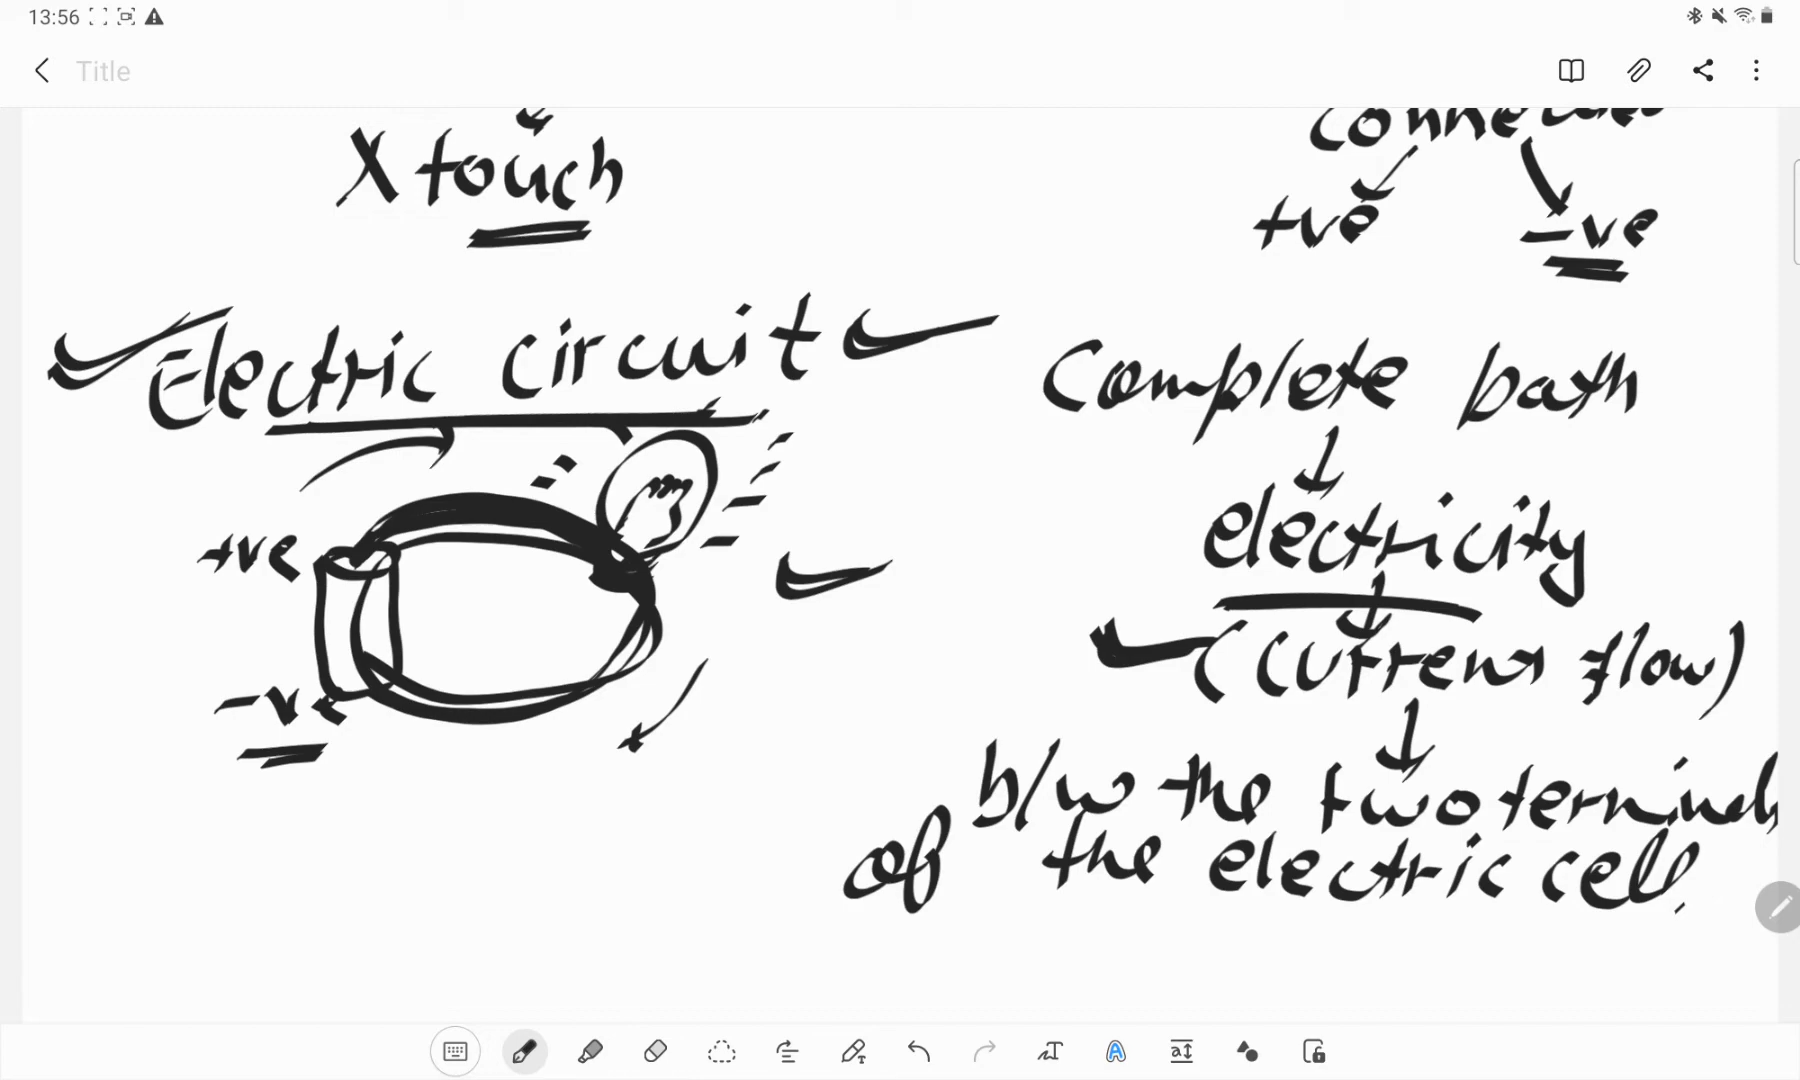 13:56
Title
X touch
+ve
-ve
Electric circuit
Complete path
electricity
(current flow)
+ve
-ve
b/w the two terminals
of the electric cell.